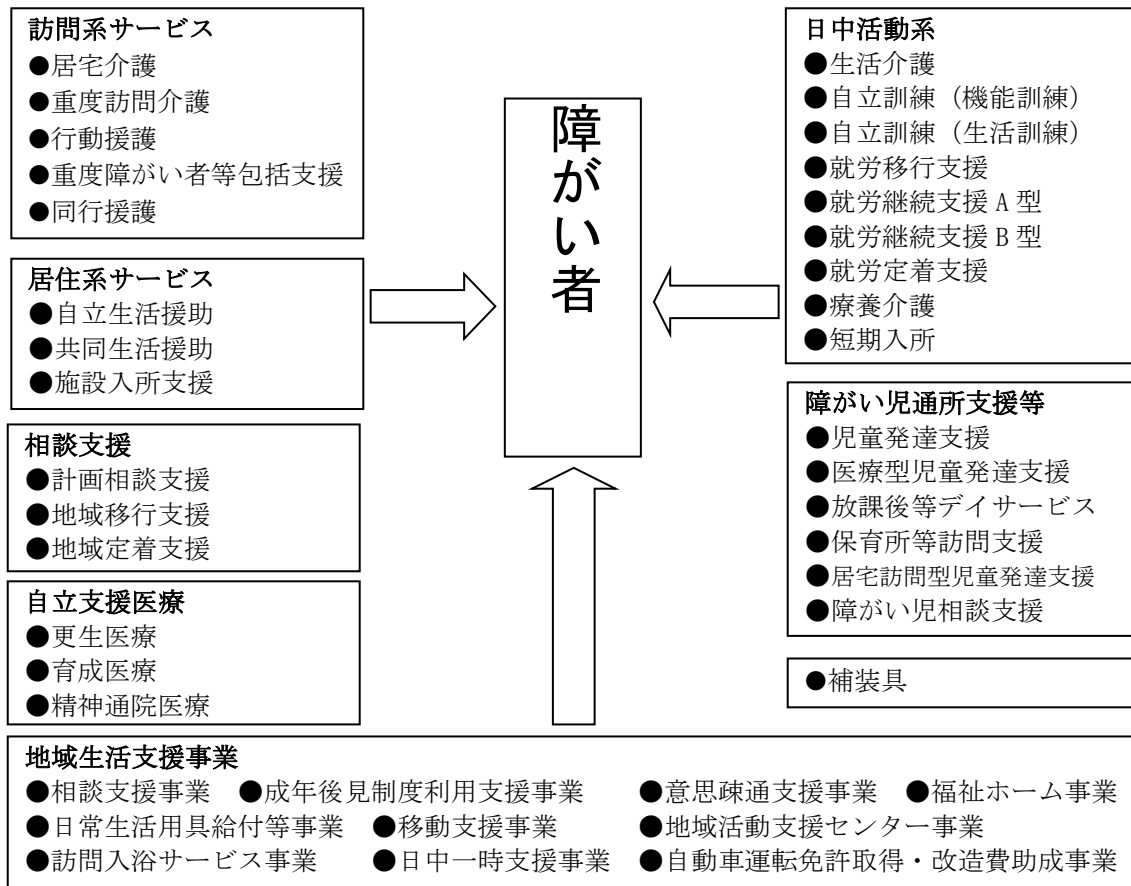 訪問系サービス
●居宅介護
●重度訪問介護
●行動援護
●重度障がい者等包括支援
●同行援護
居住系サービス
●自立生活援助
●共同生活援助
●施設入所支援
相談支援
●計画相談支援
●地域移行支援
●地域定着支援
自立支援医療
●更生医療
●育成医療
●精神通院医療
障がい者
日中活動系
●生活介護
●自立訓練（機能訓練）
●自立訓練（生活訓練）
●就労移行支援
●就労継続支援 A 型
●就労継続支援 B 型
●就労定着支援
●療養介護
●短期入所
障がい児通所支援等
●児童発達支援
●医療型児童発達支援
●放課後等デイサービス
●保育所等訪問支援
●居宅訪問型児童発達支援
●障がい児相談支援
●補装具
地域生活支援事業
●相談支援事業　●成年後見制度利用支援事業　●意思疎通支援事業　●福祉ホーム事業
●日常生活用具給付等事業　●移動支援事業　●地域活動支援センター事業
●訪問入浴サービス事業　●日中一時支援事業　●自動車運転免許取得・改造費助成事業